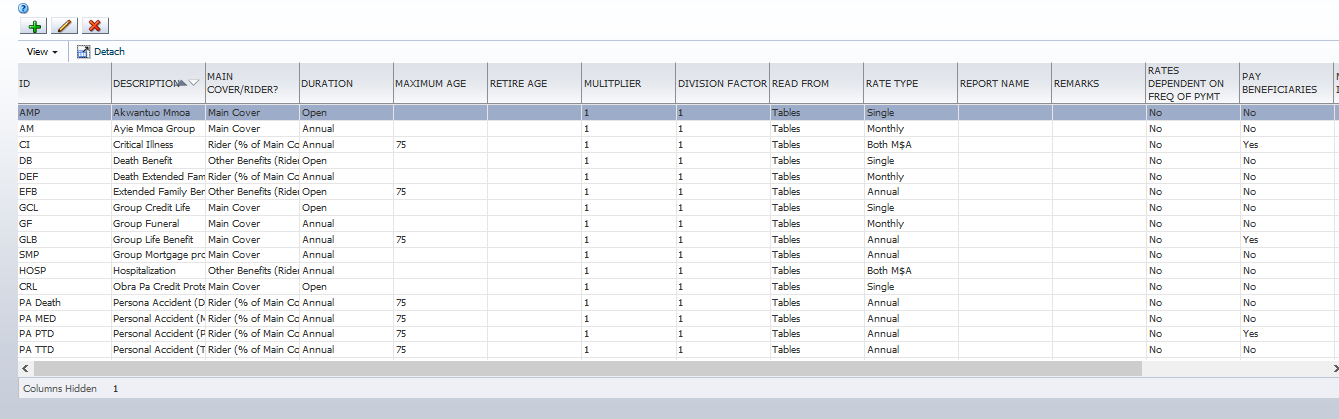 View Detach
ID DESCRIPTION MAIN COVER/RIDER? DURATION MAXIMUM AGE RETIRE AGE MULITPLIER DIVISION FACTOR READ FROM RATE TYPE REPORT NAME REMARKS RATES DEPENDENT ON FREQ OF PYMT PAY BENEFICIARIES
AMP Akwantuo Mmoa Main Cover Open 1 1 Tables Single No No
AM Ayie Mmoa Group Main Cover Annual 1 1 Tables Monthly No No
CI Critical Illness Rider (% of Main Co Annual 75 1 1 Tables Both M$A No Yes
DB Death Benefit Other Benefits (Rider Open 1 1 Tables Single No No
DEF Death Extended Fam Rider (% of Main Co Annual 1 1 Tables Monthly No No
EFB Extended Family Ber Other Benefits (Rider Open 75 1 1 Tables Annual No No
GCL Group Credit Life Main Cover Open 1 1 Tables Single No No
GF Group Funeral Main Cover Annual 1 1 Tables Monthly No No
GLB Group Life Benefit Main Cover Annual 75 1 1 Tables Annual No Yes
SMP Group Mortgage pro Main Cover Annual 1 1 Tables Annual No No
HOSP Hospitalization Other Benefits (Rider Annual 1 1 Tables Both M$A No No
CRL Obra Pa Credit Prote Main Cover Open 1 1 Tables Single No No
PA Death Persona Accident (D Rider (% of Main Co Annual 75 1 1 Tables Annual No No
PA MED Personal Accident (M Rider (% of Main Co Annual 75 1 1 Tables Annual No No
PA PTD Personal Accident (P Rider (% of Main Co Annual 75 1 1 Tables Annual No Yes
PA TTD Personal Accident (T Rider (% of Main Co Annual 75 1 1 Tables Annual No No
Columns Hidden 1